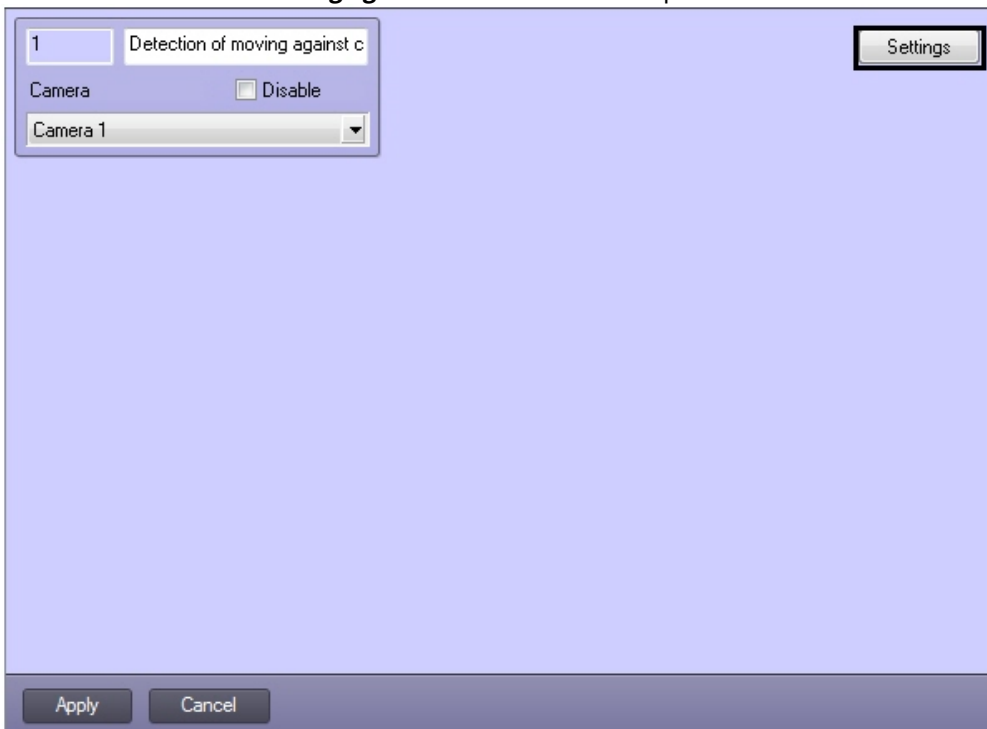 1
Detection of moving against c
Settings
Camera
Disable
Camera 1
Apply
Cancel